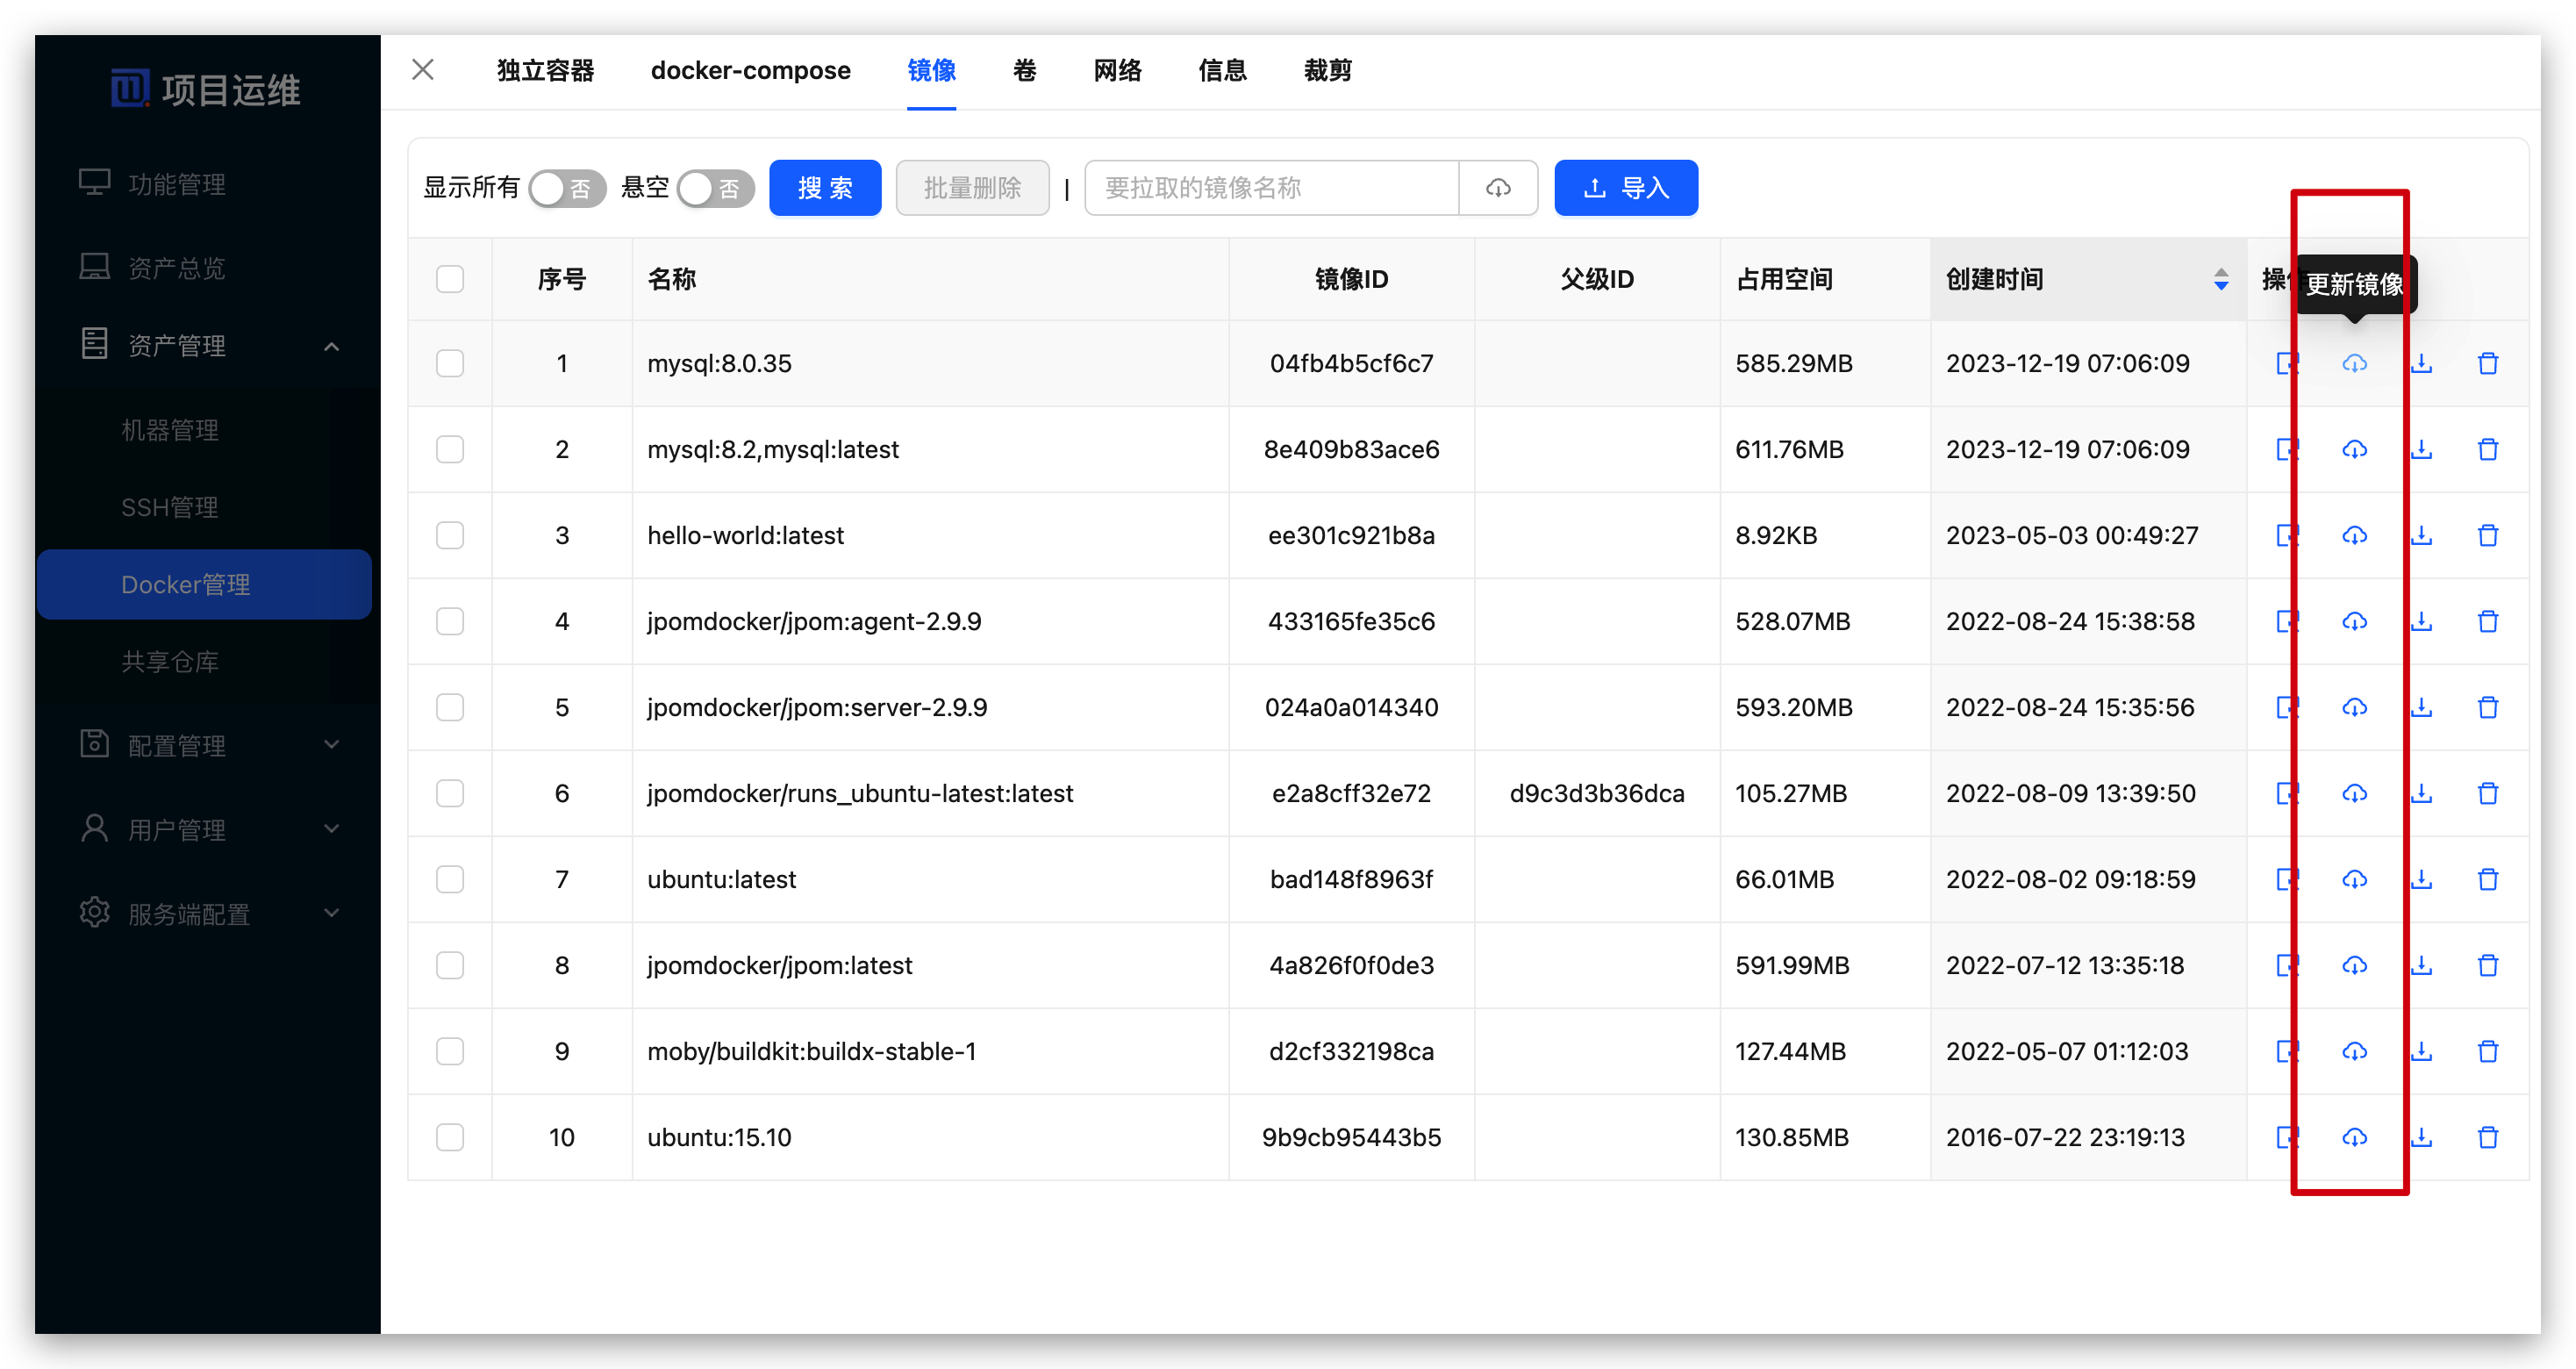 项目运维
功能管理
资产总览
资产管理
机器管理
SSH管理
Docker管理
共享仓库
配置管理
用户管理
服务端配置
独立容器 docker-compose 镜像 卷 网络 信息 裁剪
显示所有 否 悬空 否 搜 索 批量删除 | 要拉取的镜像名称 导入
序号 名称 镜像ID 父级ID 占用空间 创建时间 操作
更新镜像
1 mysql:8.0.35 04fb4b5cf6c7 585.29MB 2023-12-19 07:06:09
2 mysql:8.2,mysql:latest 8e409b83ace6 611.76MB 2023-12-19 07:06:09
3 hello-world:latest ee301c921b8a 8.92KB 2023-05-03 00:49:27
4 jpomdocker/jpom:agent-2.9.9 433165fe35c6 528.07MB 2022-08-24 15:38:58
5 jpomdocker/jpom:server-2.9.9 024a0a014340 593.20MB 2022-08-24 15:35:56
6 jpomdocker/runs_ubuntu-latest:latest e2a8cff32e72 d9c3d3b36dca 105.27MB 2022-08-09 13:39:50
7 ubuntu:latest bad148f8963f 66.01MB 2022-08-02 09:18:59
8 jpomdocker/jpom:latest 4a826f0f0de3 591.99MB 2022-07-12 13:35:18
9 moby/buildkit:buildx-stable-1 d2cf332198ca 127.44MB 2022-05-07 01:12:03
10 ubuntu:15.10 9b9cb95443b5 130.85MB 2016-07-22 23:19:13